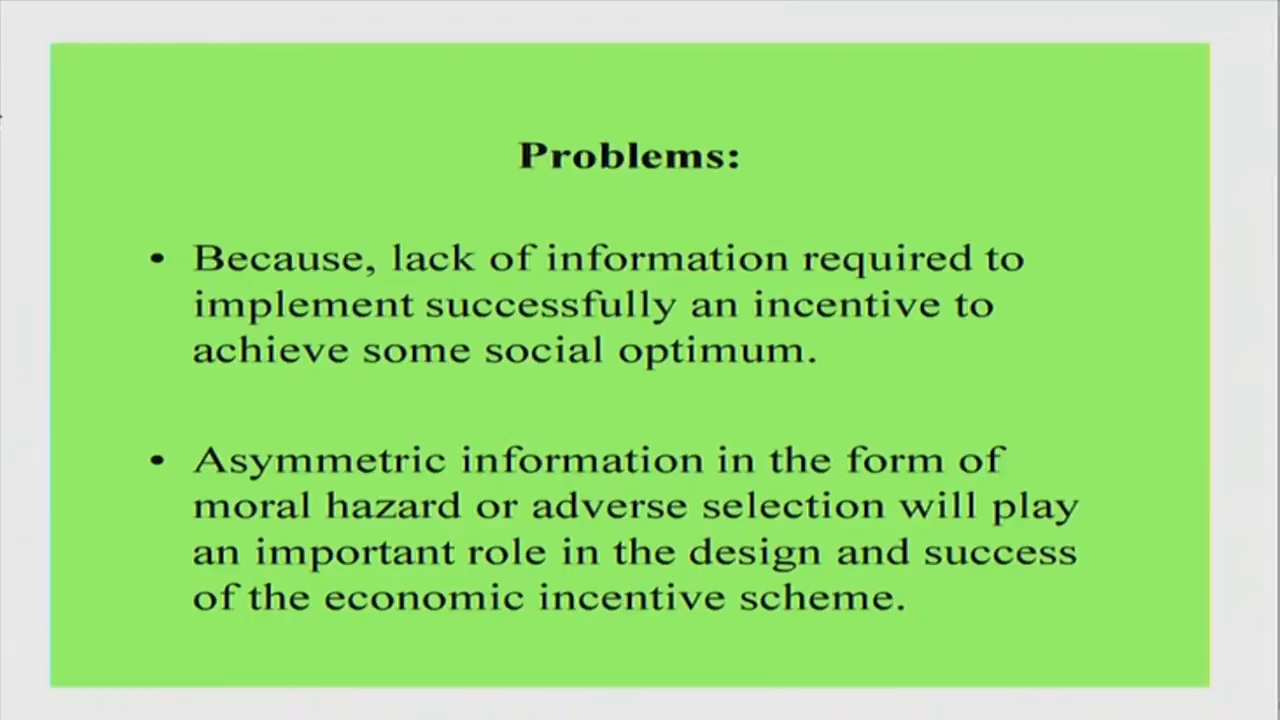 Problems:
• Because, lack of information required to
implement successfully an incentive to
achieve some social optimum.
• Asymmetric information in the form of
moral hazard or adverse selection will play
an important role in the design and success
of the economic incentive scheme.